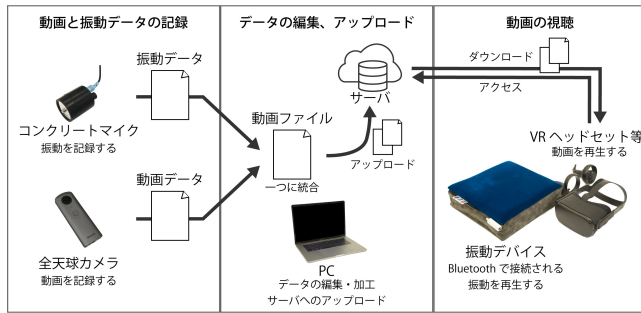 動画と振動データの記録
振動データ
コンクリートマイク
振動を記録する
動画データ
全天球カメラ
動画を記録する
データの編集、アップロード
サーバ
動画ファイル
一つに統合
アップロード
PC
データの編集・加工
サーバへのアップロード
動画の視聴
ダウンロード
アクセス
VR ヘッドセット等
動画を再生する
振動デバイス
Bluetooth で接続される
振動を再生する